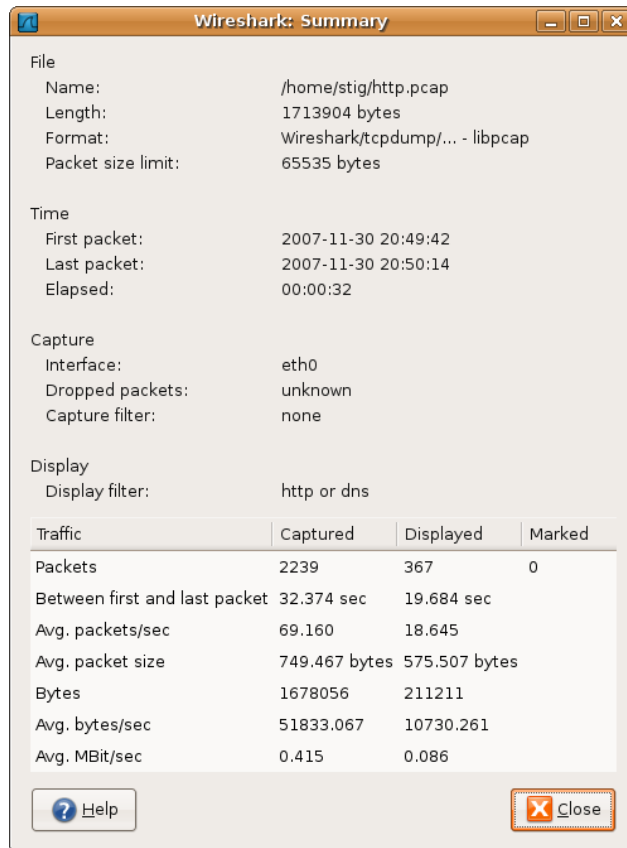 Wireshark: Summary
File
Name: /home/stig/http.pcap
Length: 1713904 bytes
Format: Wireshark/tcpdump/... - libpcap
Packet size limit: 65535 bytes
Time
First packet: 2007-11-30 20:49:42
Last packet: 2007-11-30 20:50:14
Elapsed: 00:00:32
Capture
Interface: eth0
Dropped packets: unknown
Capture filter: none
Display
Display filter: http or dns
Traffic Captured Displayed Marked
Packets 2239 367 0
Between first and last packet 32.374 sec 19.684 sec
Avg. packets/sec 69.160 18.645
Avg. packet size 749.467 bytes 575.507 bytes
Bytes 1678056 211211
Avg. bytes/sec 51833.067 10730.261
Avg. MBit/sec 0.415 0.086
Help Close